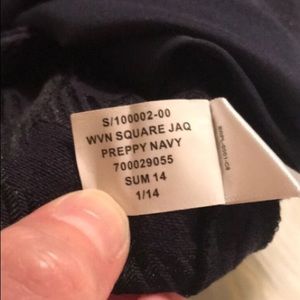 S/100002-00
WVN SQUARE JAQ
PREPPY NAVY
700029055
SUM 14
1/14